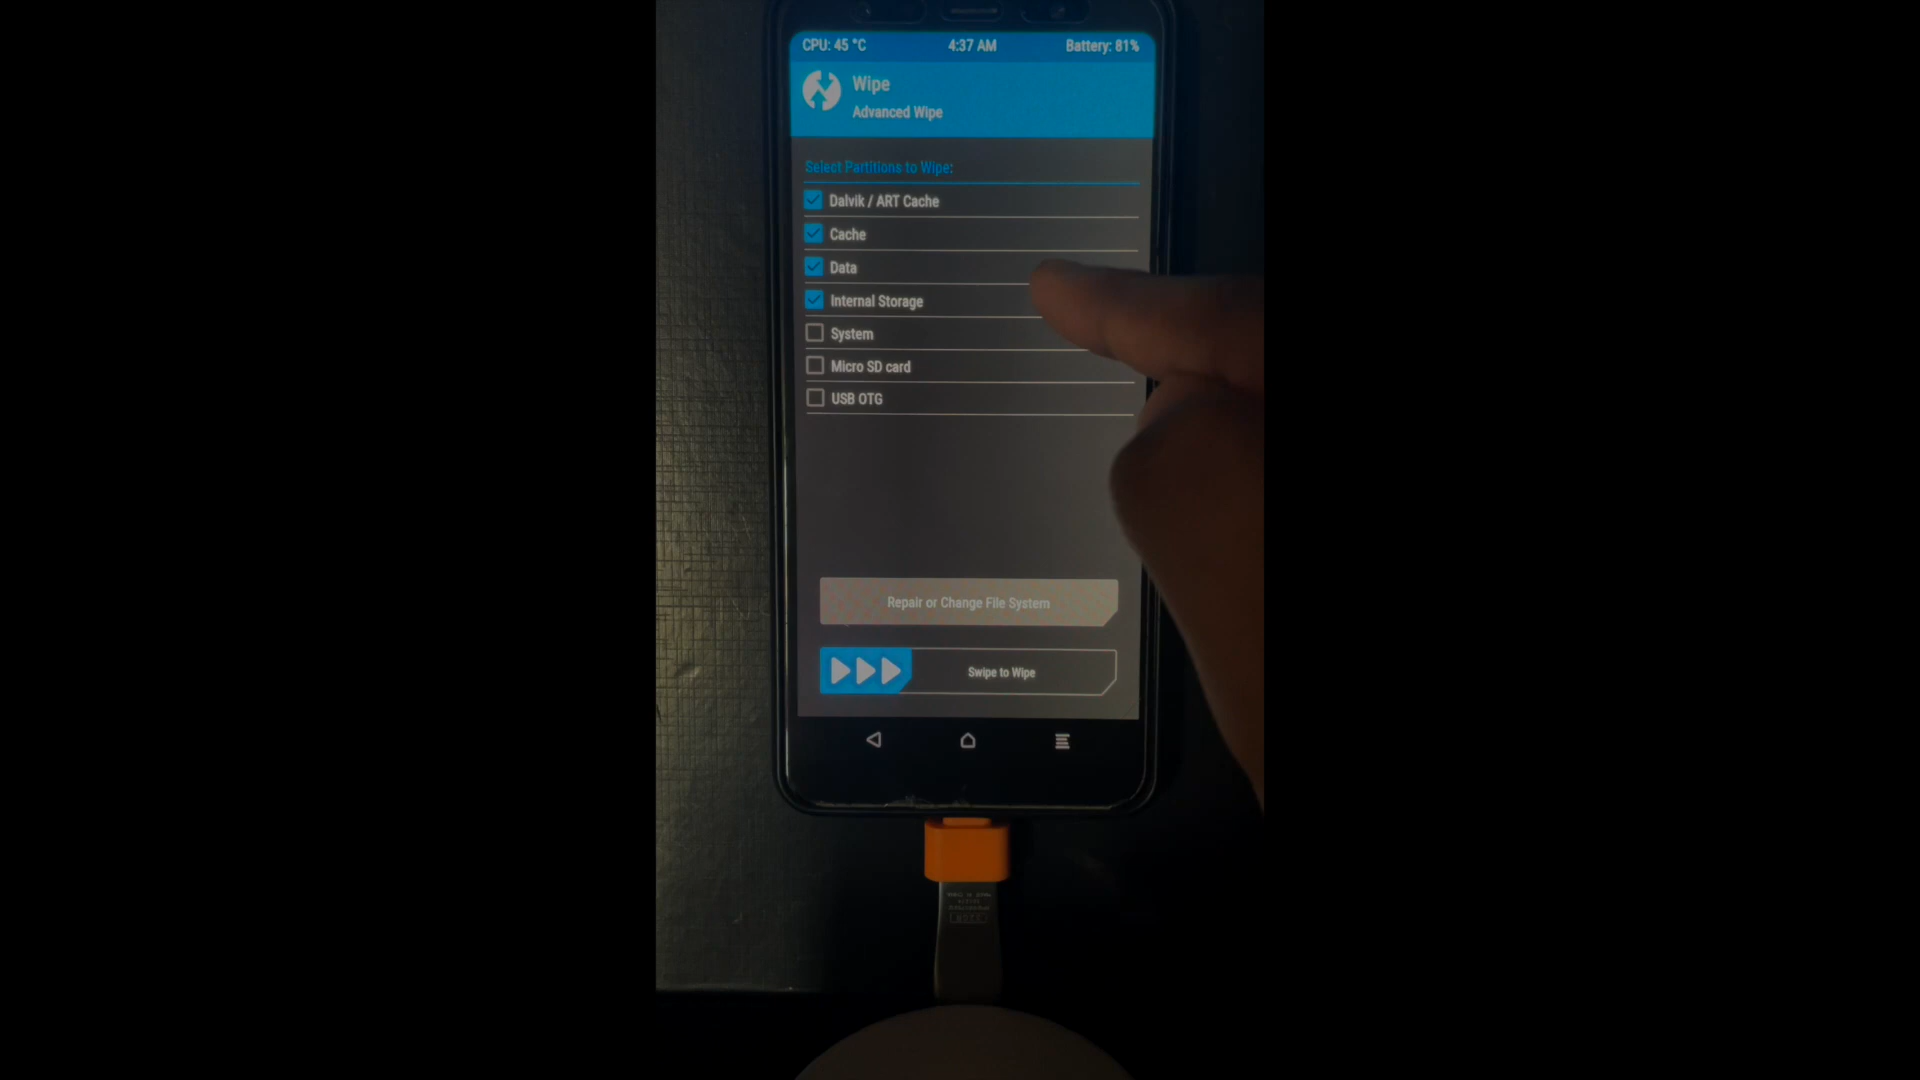 CPU: 45 °C 4:37 AM Battery: 81%
Wipe
Advanced Wipe
Select Partitions to Wipe:
Dalvik / ART Cache
Cache
Data
Internal Storage
System
Micro SD card
USB OTG
Repair or Change File System
Swipe to Wipe